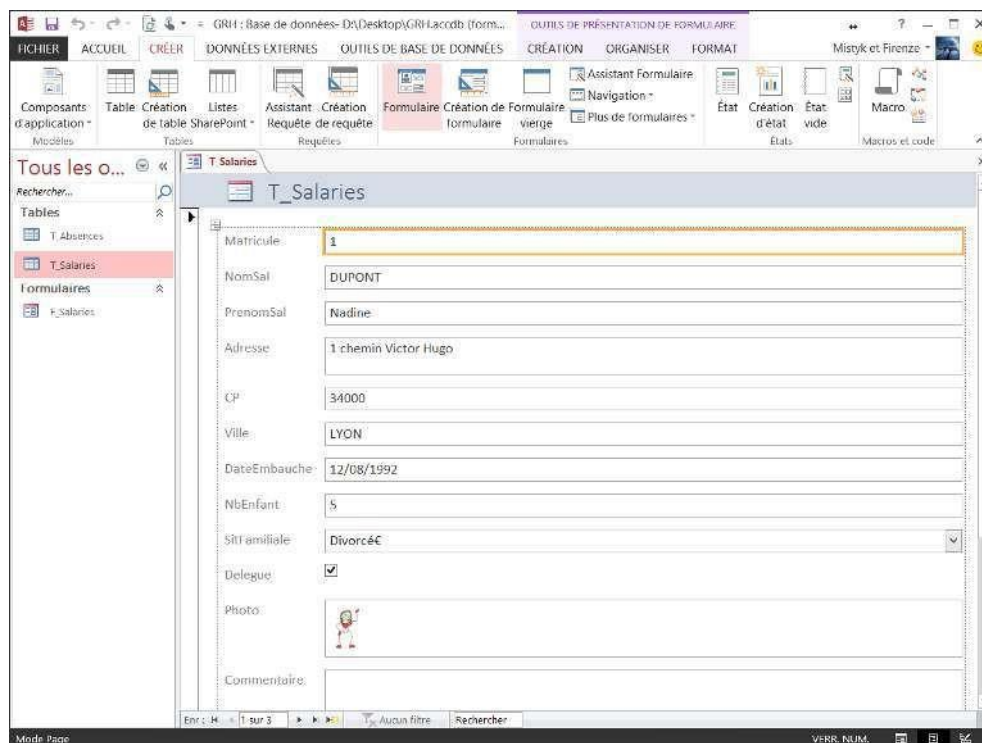 GRH : Base de données- D:\Desktop\GRH.accdb (form... OUTILS DE PRÉSENTATION DE FORMULAIRE ?
FICHIER ACCUEIL CRÉER DONNÉES EXTERNES OUTILS DE BASE DE DONNÉES CRÉATION ORGANISER FORMAT Mistyk et Firenze
Composants d'application
Table
Création de table
Listes SharePoint
Assistant Requête
Création de requête
Formulaire
Création de formulaire
Formulaire vierge
Assistant Formulaire
Navigation
Plus de formulaires
État
Création d'état
État vide
Macro
Modèles Tables Requêtes Formulaires États Macros et code
Tous les o... «
Rechercher...
Tables
T_Absences
T_Salaries
Formulaires
F_Salaries
T_Salaries
T_Salaries
Matricule 1
NomSal DUPONT
PrenomSal Nadine
Adresse 1 chemin Victor Hugo
CP 34000
Ville LYON
DateEmbauche 12/08/1992
NbEnfant 5
SitFamiliale Divorcé€
Delegue
Photo
Commentaire
Enr : 1 sur 3 Aucun filtre Rechercher
Mode Page VERR. NUM.